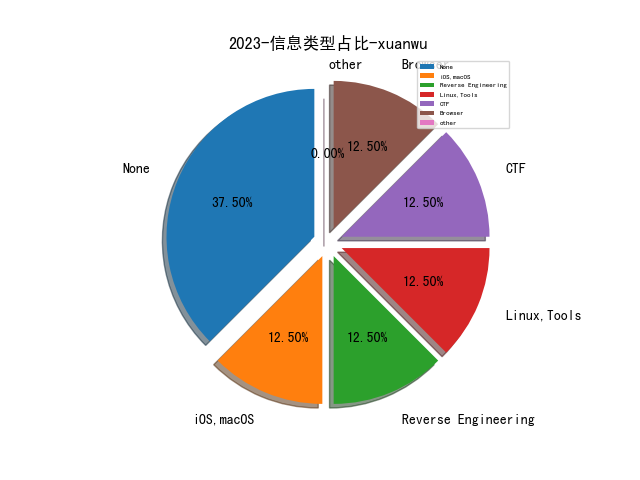 2023-信息类型占比-xuanwu
other
Browser
None
iOS,macOS
Reverse Engineering
Linux,Tools
CTF
Browser
other
0.00%
12.50%
None
CTF
37.50%
12.50%
12.50%
Linux,Tools
12.50%
12.50%
iOS,macOS
Reverse Engineering